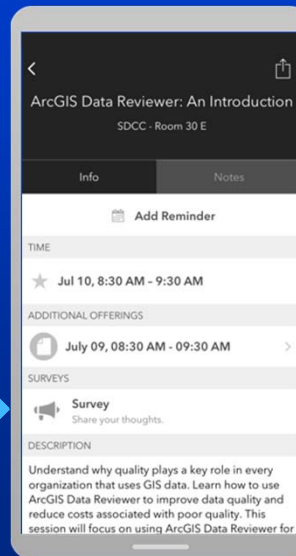 ArcGIS Data Reviewer: An Introduction
SDCC - Room 30 E
Info
Notes
Add Reminder
TIME
Jul 10, 8:30 AM - 9:30 AM
ADDITIONAL OFFERINGS
July 09, 08:30 AM - 09:30 AM
SURVEYS
Survey
Share your thoughts.
DESCRIPTION
Understand why quality plays a key role in every
organization that uses GIS data. Learn how to use
ArcGIS Data Reviewer to improve data quality and
reduce costs associated with poor quality. This
session will focus on using ArcGIS Data Reviewer for